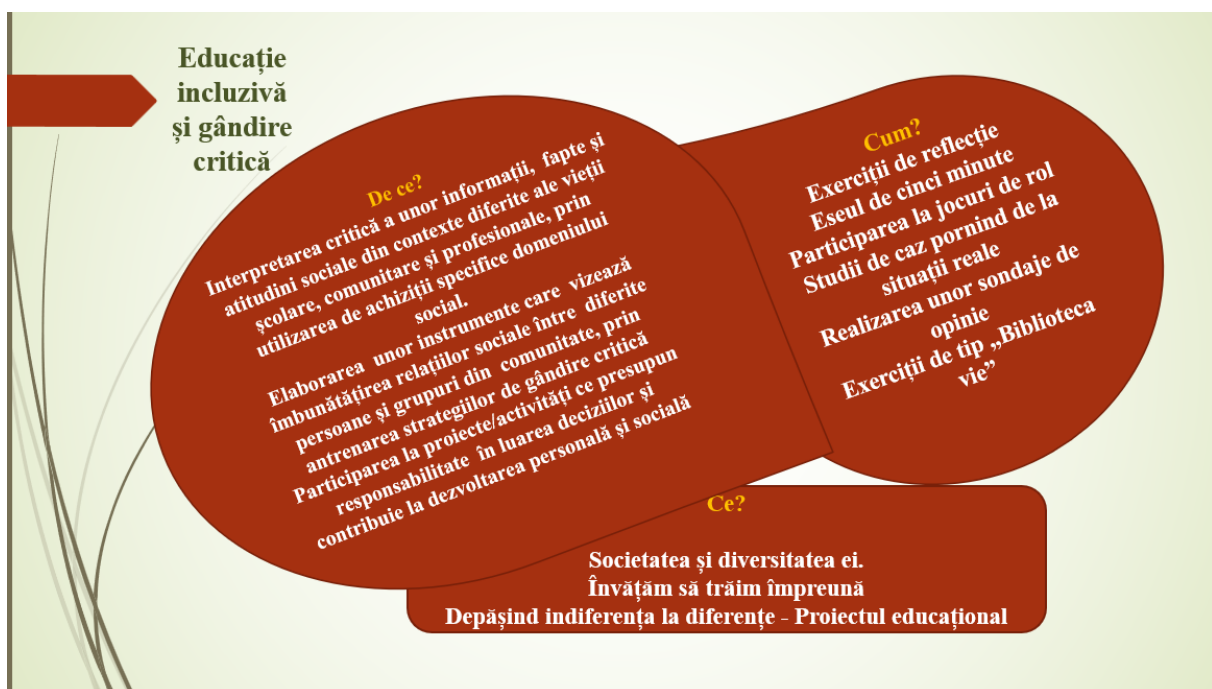 Educație
incluzivă
și gândire
critică
De ce?
Interpretarea critică a unor informații, fapte și
atitudini sociale din contexte diferite ale vieții
școlare, comunitare și profesionale, prin
utilizarea de achiziții specifice domeniului
social.
Elaborarea unor instrumente care vizează
îmbunătățirea relațiilor sociale între diferite
persoane și grupuri din comunitate, prin
antrenarea strategiilor de gândire critică
Participarea la proiecte/activități ce presupun
responsabilitate în luarea deciziilor și
contribuie la dezvoltarea personală și socială
Cum?
Exerciții de reflecție
Eseul de cinci minute
Participarea la jocuri de rol
Studii de caz pornind de la
situații reale
Realizarea unor sondaje de
opinie
Exerciții de tip „Biblioteca
vie”
Ce?
Societatea și diversitatea ei.
Învățăm să trăim împreună
Depășind indiferența la diferențe - Proiectul educațional